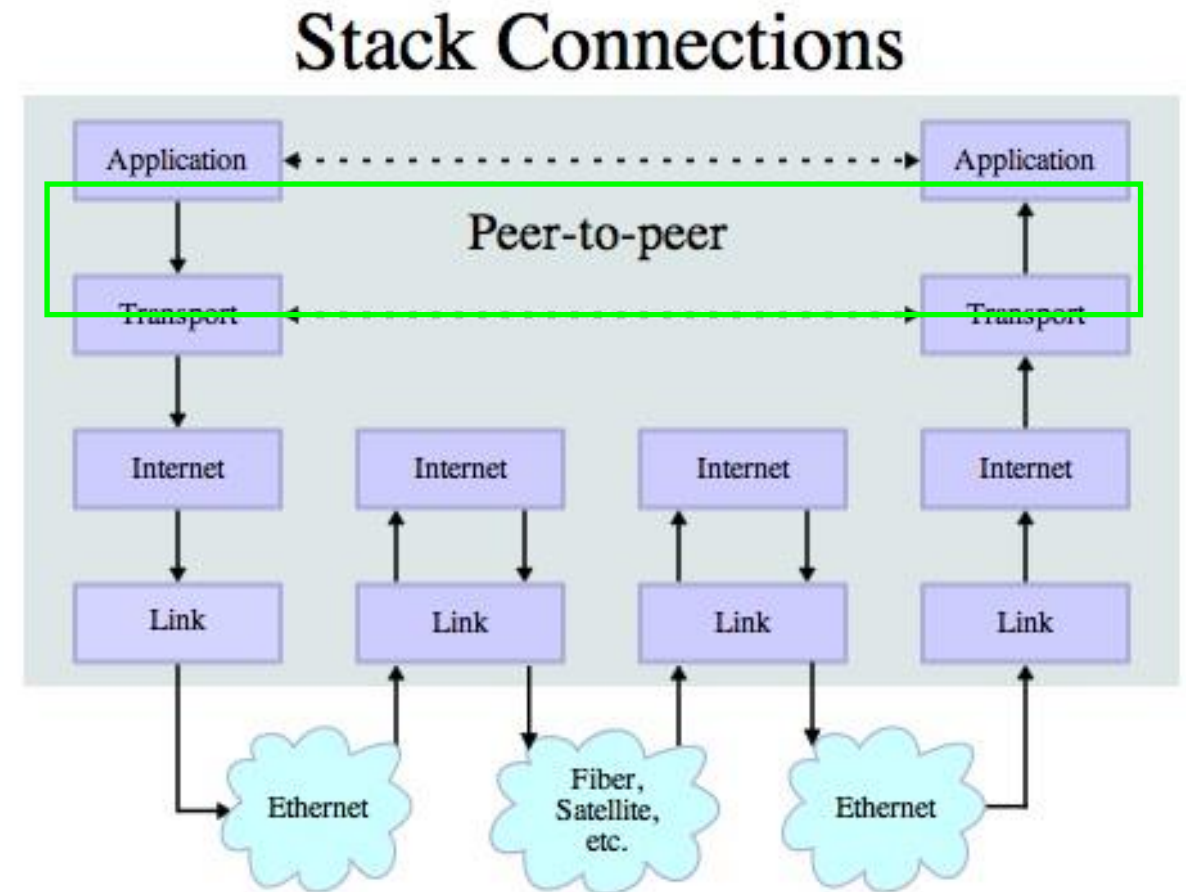 Stack Connections
Application
Application
Peer-to-peer
Transport
Transport
Internet
Internet
Internet
Internet
Link
Link
Link
Link
Ethernet
Fiber,
Satellite,
etc.
Ethernet